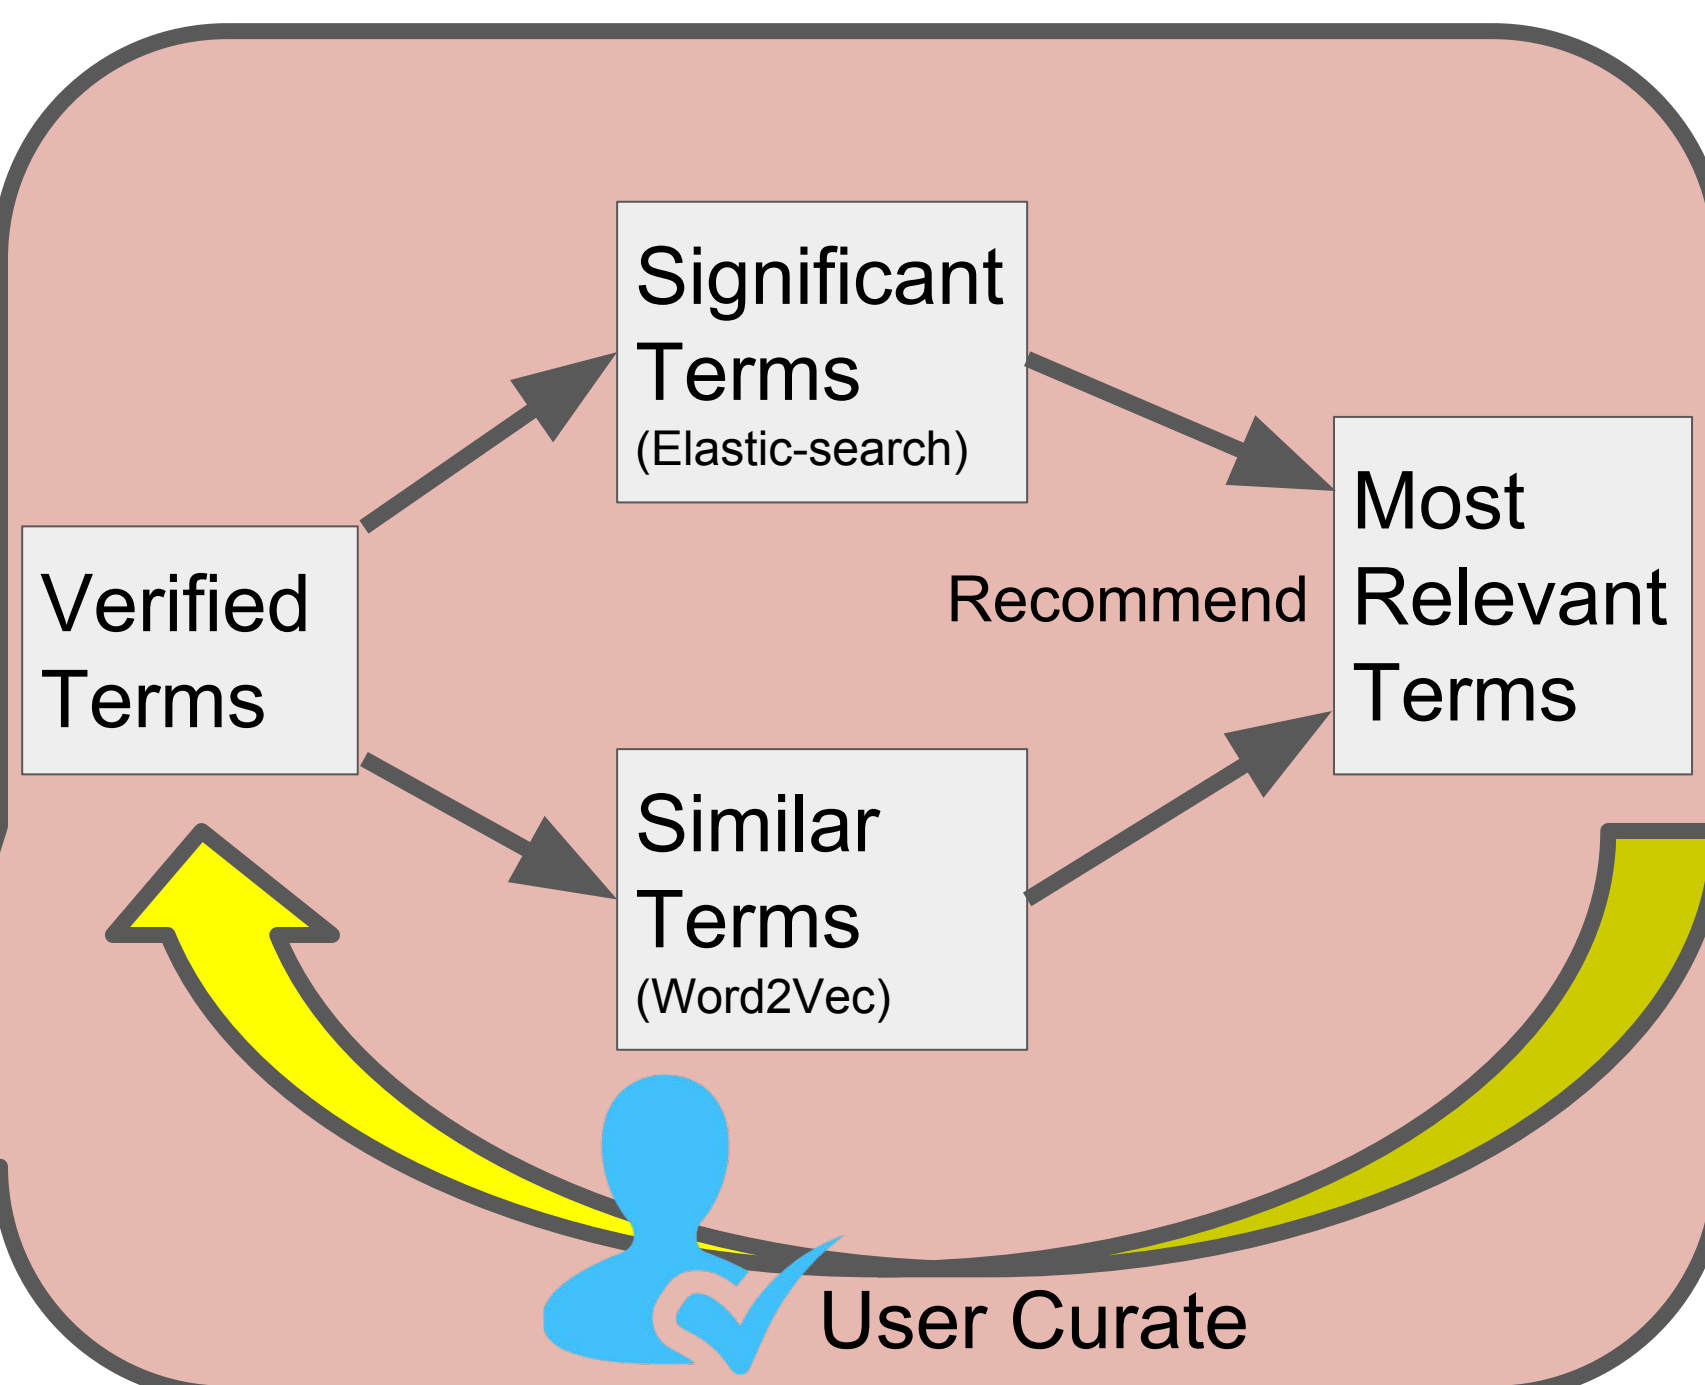 Significant
Terms
(Elastic-search)
Verified
Terms
Recommend
Most
Relevant
Terms
Similar
Terms
(Word2Vec)
User Curate